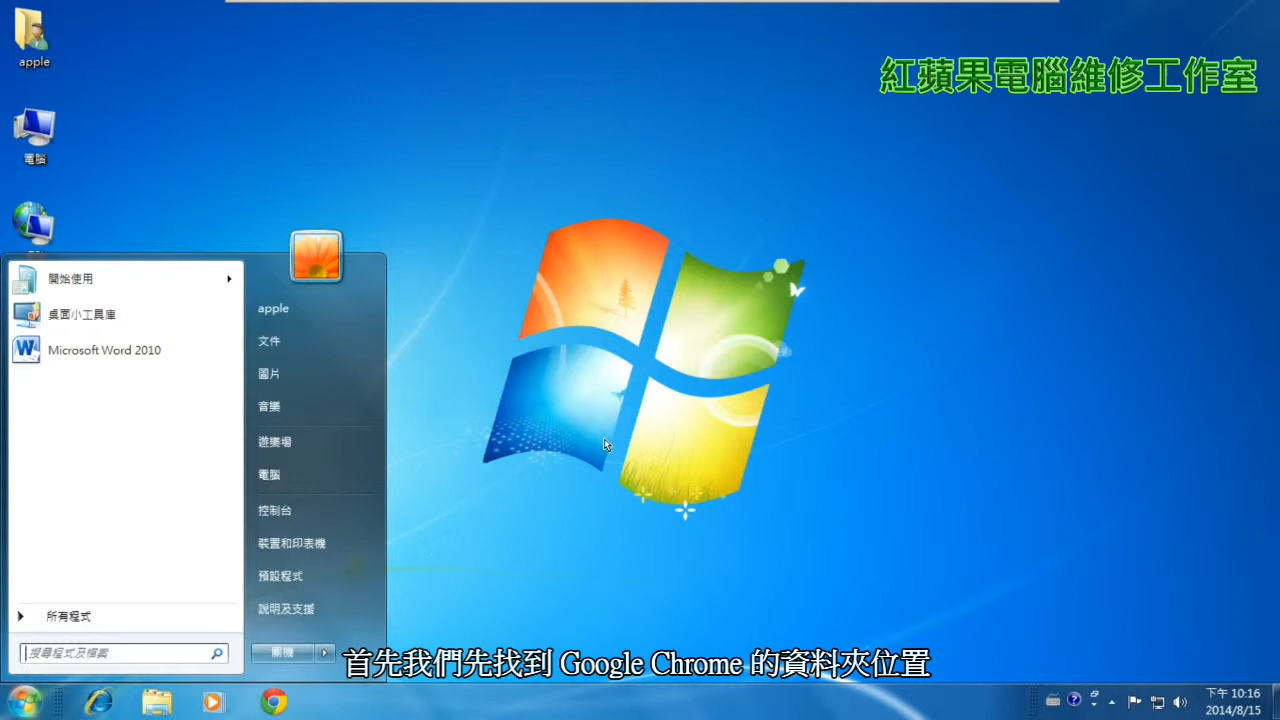 apple
紅蘋果電腦維修工作室
電腦
開始使用
桌面小工具庫
Microsoft Word 2010
所有程式
搜尋程式及檔案
apple
文件
圖片
音樂
遊樂場
電腦
控制台
裝置和印表機
預設程式
說明及支援
關機
首先我們先找到 Google Chrome 的資料夾位置
下午 10:16
2014/8/15